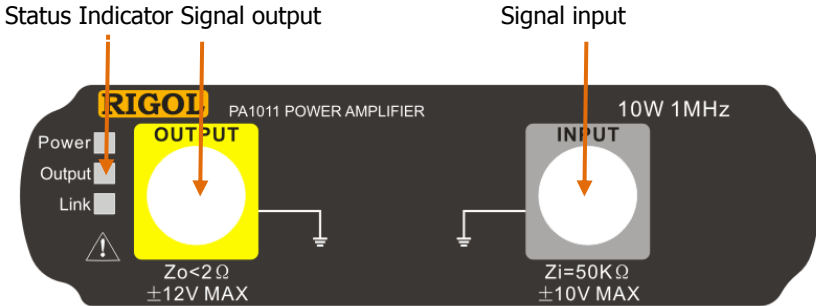 Status Indicator Signal output
Signal input
RIGOL PA1011 POWER AMPLIFIER
10W 1MHz
Power
OUTPUT
INPUT
Output
Link
Zo<2Ω
±12V MAX
Zi=50KΩ
±10V MAX